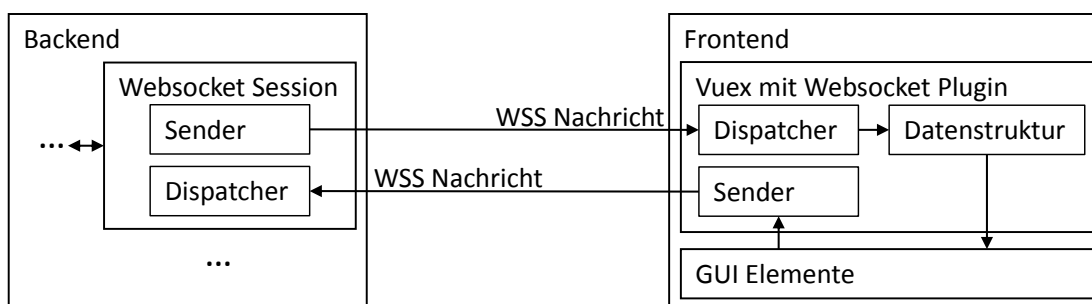 Backend
Websocket Session
Sender
...
Dispatcher
...
WSS Nachricht
WSS Nachricht
Frontend
Vuex mit Websocket Plugin
Dispatcher
Datenstruktur
Sender
GUI Elemente